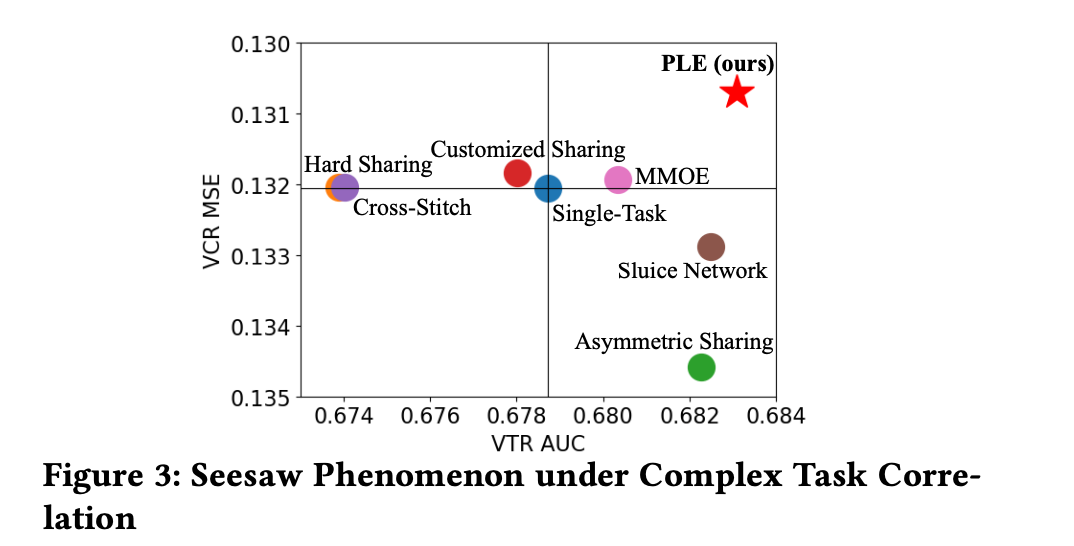 0.130
PLE (ours)
0.131
Customized Sharing
Hard Sharing
MMOE
0.132
Cross-Stitch
Single-Task
VCR MSE
0.133
Sluice Network
0.134
Asymmetric Sharing
0.135
0.674 0.676 0.678 0.680 0.682 0.684
VTR AUC
Figure 3: Seesaw Phenomenon under Complex Task Corre-
lation